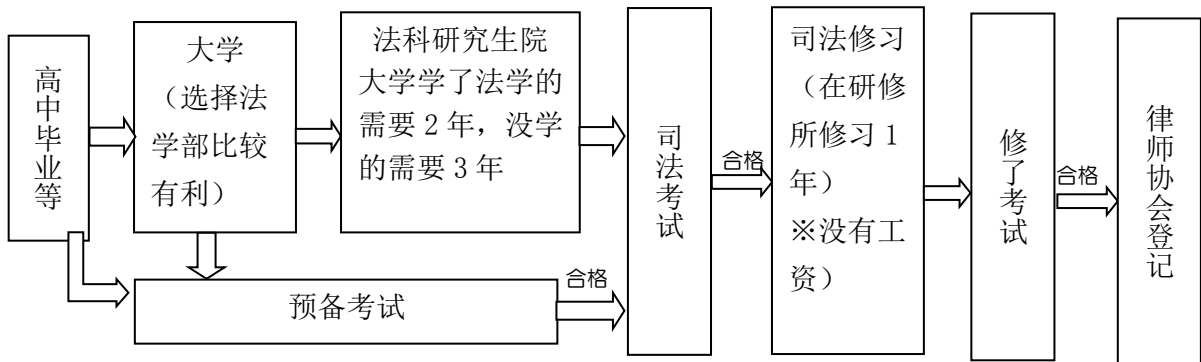 高中毕业等
大学
（选择法
学部比较
有利）
法科研究生院
大学学了法学的
需要 2 年，没学
的需要 3 年
预备考试
合格
司法考试
合格
司法修习
（在研修
所修习 1
年）
※没有工
资）
修了考试
合格
律师协会登记